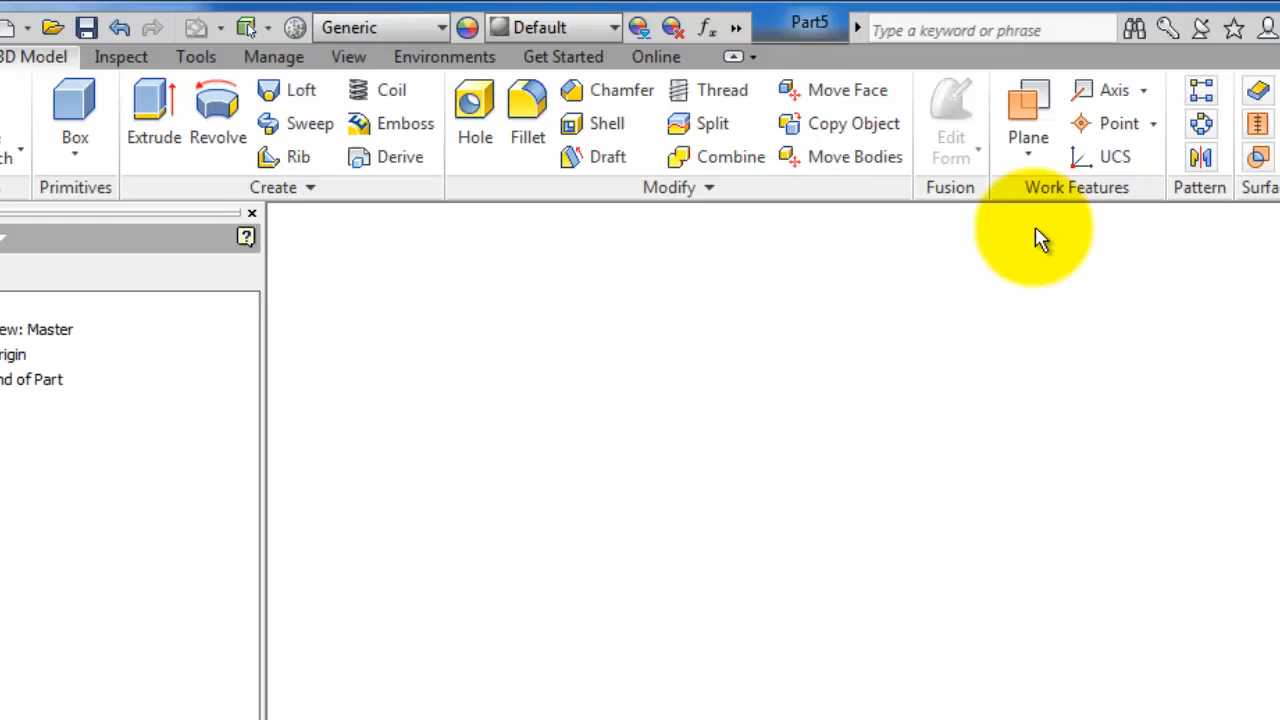 Generic Default fx Part5 Type a keyword or phrase
3D Model Inspect Tools Manage View Environments Get Started Online
Box Extrude Revolve Loft Coil Hole Fillet Chamfer Thread Move Face Edit Form Plane Axis
Sweep Emboss Shell Split Copy Object Point
Rib Derive Draft Combine Move Bodies UCS
Primitives Create Modify Fusion Work Features Pattern Surfa
ew: Master
rigin
nd of Part